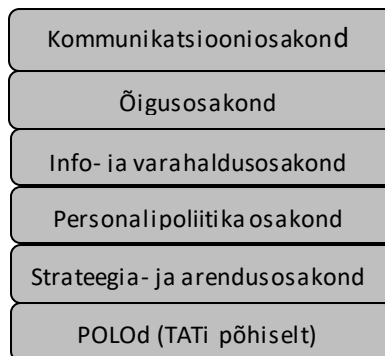 Kommunikatsiooniosakond
Õigusosakond
Info- ja varahaldusosakond
Personalipoliitika osakond
Strateegia- ja arendusosakond
POLOd (TATi põhiselt)